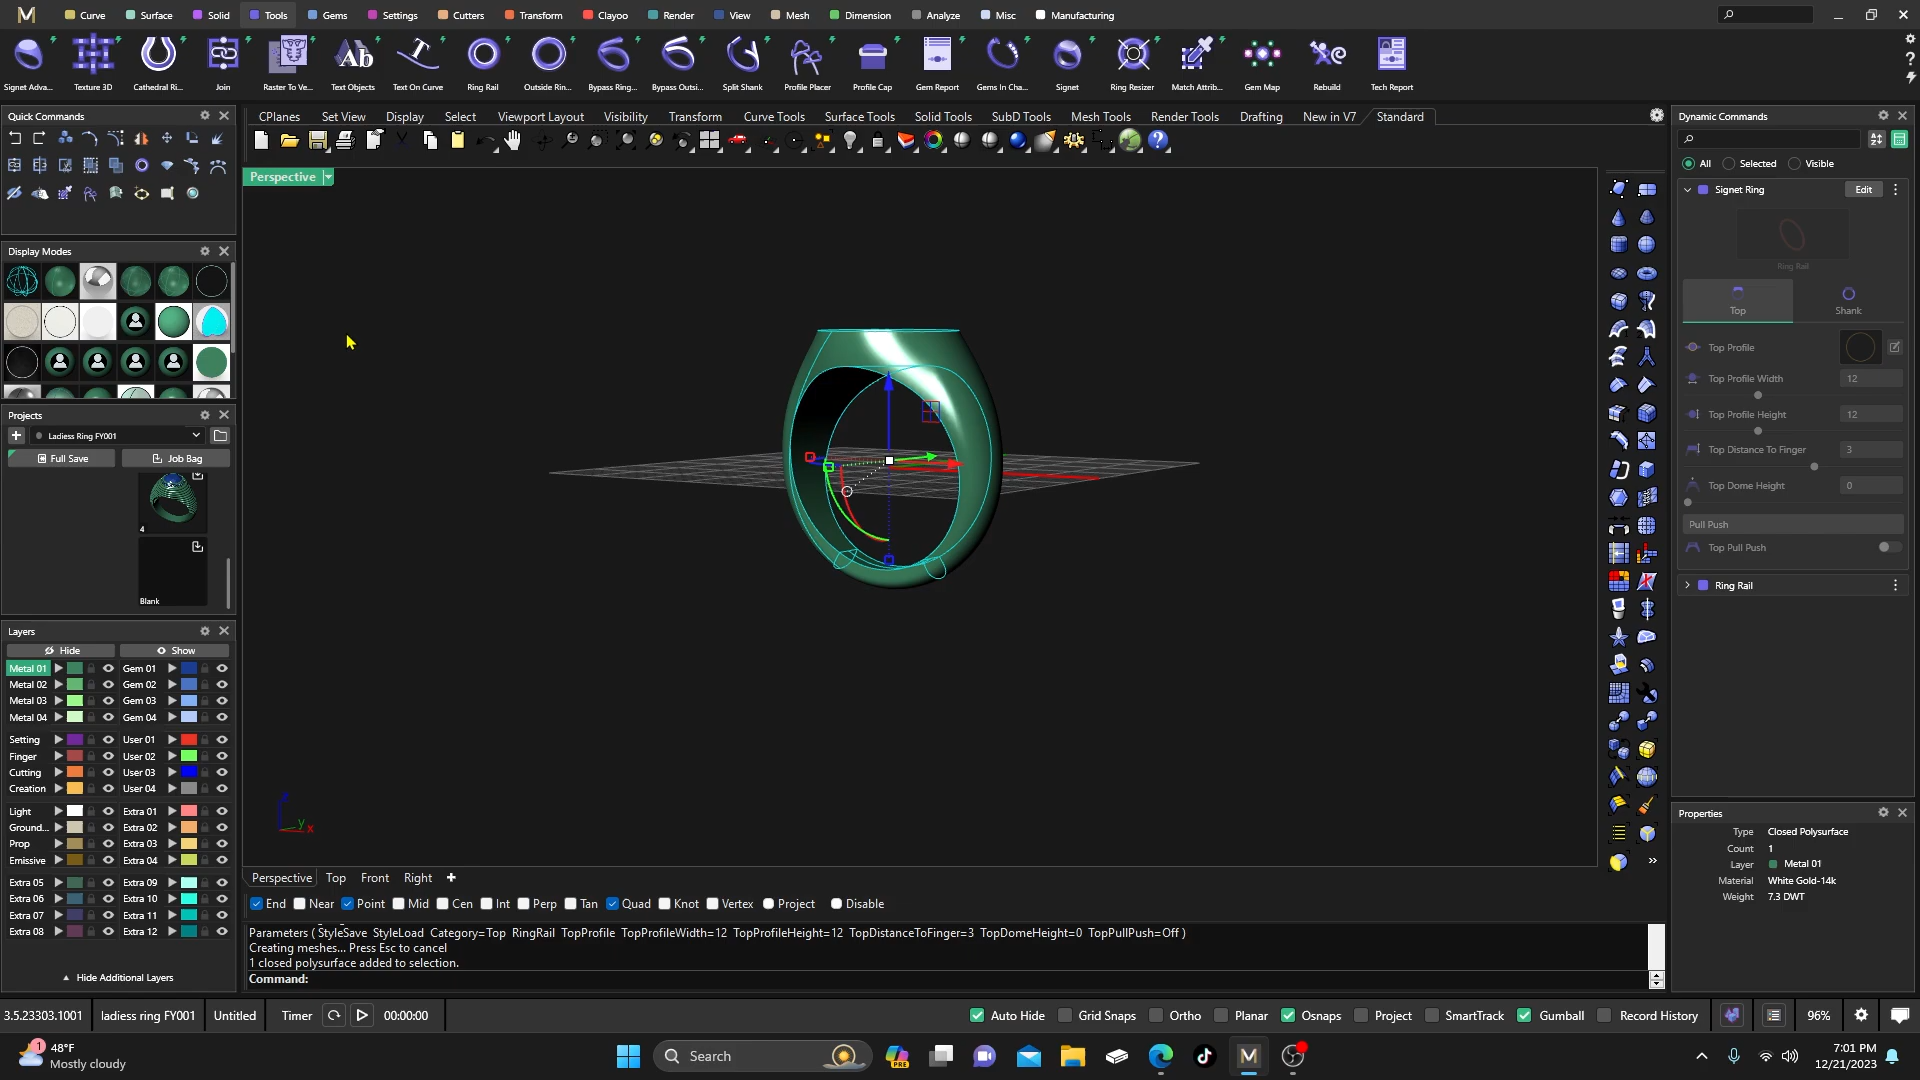 Curve Surface Solid Tools Gems Settings Cutters Transform Clayoo Render View Mesh Dimension Analyze Misc Manufacturing
Signet Adva... Texture 3D Cathedral Ri... Join Raster To Ve... Text Objects Text On Curve Ring Rail Outside Rin... Bypass Ring... Bypass Outsi... Split Shank Profile Placer Profile Cap Gem Report Gems In Cha... Signet Ring Resizer Match Attrib... Gem Map Rebuild Tech Report
Quick Commands
CPlanes Set View Display Select Viewport Layout Visibility Transform Curve Tools Surface Tools Solid Tools SubD Tools Mesh Tools Render Tools Drafting New in V7 Standard
Perspective
Display Modes
Projects
Ladiess Ring FY001
Full Save Job Bag
4
Blank
Layers
Hide Show
Metal 01 Gem 01
Metal 02 Gem 02
Metal 03 Gem 03
Metal 04 Gem 04
Setting User 01
Finger User 02
Cutting User 03
Creation User 04
Light Extra 01
Ground... Extra 02
Prop Extra 03
Emissive Extra 04
Extra 05 Extra 09
Extra 06 Extra 10
Extra 07 Extra 11
Extra 08 Extra 12
Hide Additional Layers
z
y
x
Perspective Top Front Right
End Near Point Mid Cen Int Perp Tan Quad Knot Vertex Project Disable
Parameters ( StyleSave StyleLoad Category=Top RingRail TopProfile TopProfileWidth=12 TopProfileHeight=12 TopDistanceToFinger=3 TopDomeHeight=0 TopPullPush=Off )
Creating meshes... Press Esc to cancel
1 closed polysurface added to selection.
Command:
Dynamic Commands
All Selected Visible
Signet Ring Edit
Ring Rail
Top Shank
Top Profile
Top Profile Width 12
Top Profile Height 12
Top Distance To Finger 3
Top Dome Height 0
Pull Push
Top Pull Push
Ring Rail
Properties
Type Closed Polysurface
Count 1
Layer Metal 01
Material White Gold-14k
Weight 7.3 DWT
3.5.23303.1001 ladiess ring FY001 Untitled Timer 00:00:00 Auto Hide Grid Snaps Ortho Planar Osnaps Project SmartTrack Gumball Record History 96%
1
48°F
Mostly cloudy
Search
PRE
7:01 PM
12/21/2023